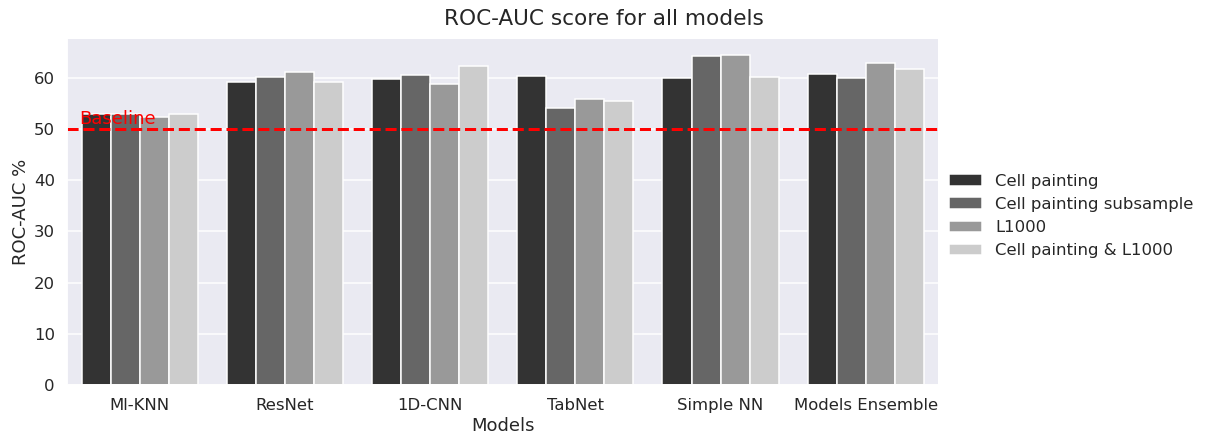 ROC-AUC score for all models
ROC-AUC %
60
50
40
30
20
10
0
Baseline
MI-KNN
ResNet
1D-CNN
TabNet
Simple NN
Models Ensemble
Models
Cell painting
Cell painting subsample
L1000
Cell painting & L1000